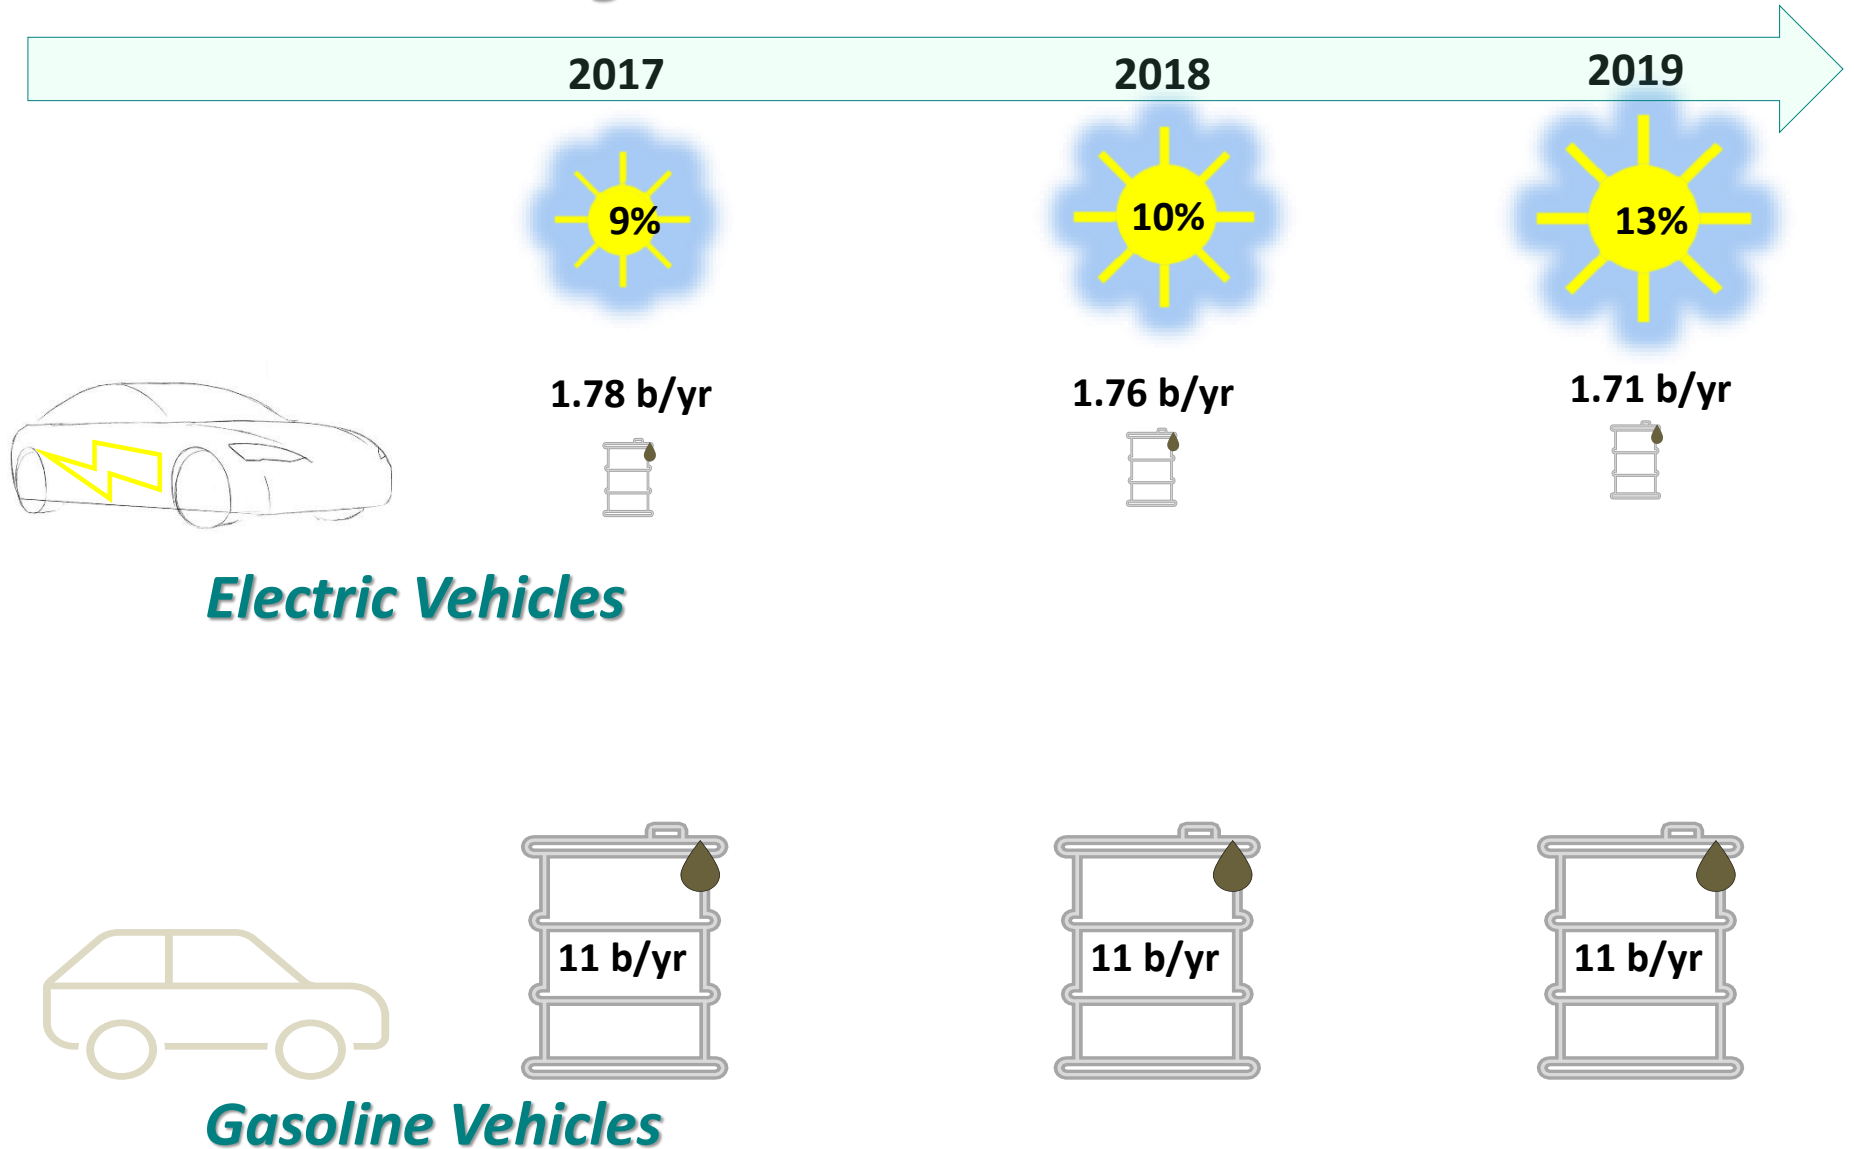 2017 2018 2019
9% 10% 13%
1.78 b/yr 1.76 b/yr 1.71 b/yr
Electric Vehicles
11 b/yr 11 b/yr 11 b/yr
Gasoline Vehicles